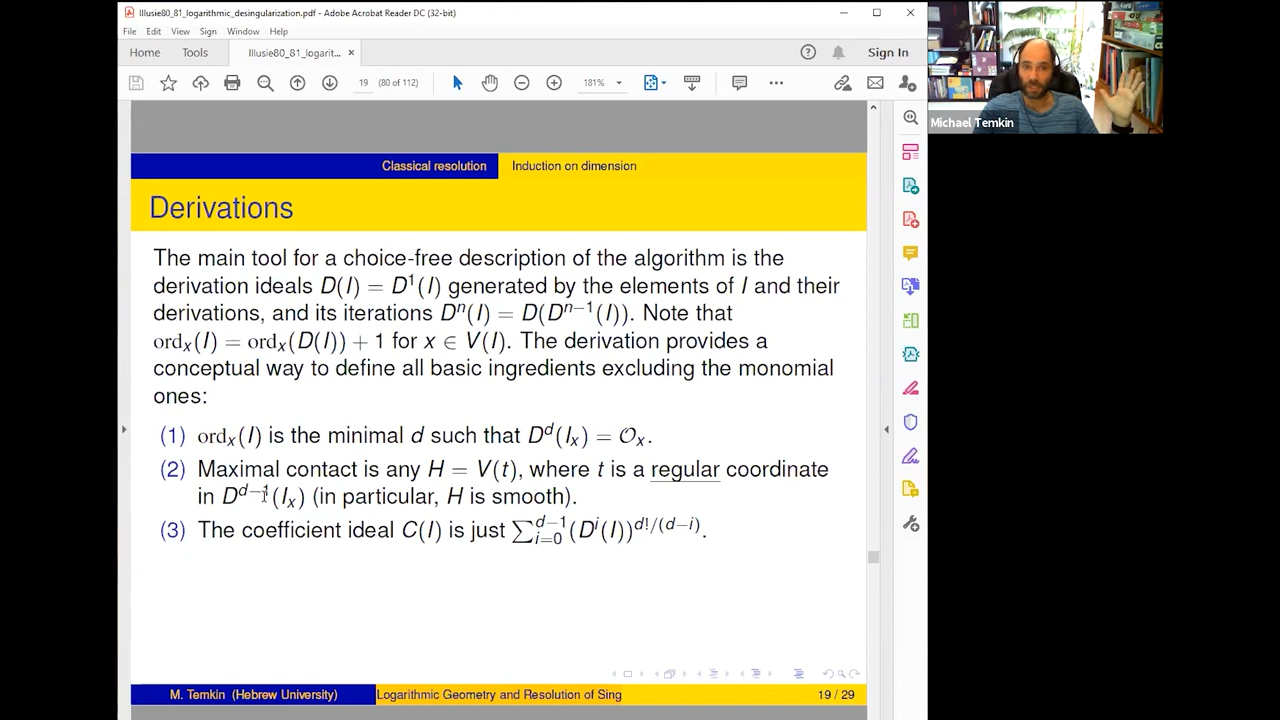 Illusie80_81_logarithmic_desingularization.pdf - Adobe Acrobat Reader DC (32-bit)
File Edit View Sign Window Help
Home Tools Illusie80_81_logarit... × Sign In
19 (80 of 112) 181%
Michael Temkin
Classical resolution Induction on dimension
Derivations
The main tool for a choice-free description of the algorithm is the
derivation ideals D(I) = D¹(I) generated by the elements of I and their
derivations, and its iterations Dⁿ(I) = D(Dⁿ⁻¹(I)). Note that
ordₓ(I) = ordₓ(D(I)) + 1 for x ∈ V(I). The derivation provides a
conceptual way to define all basic ingredients excluding the monomial
ones:
(1) ordₓ(I) is the minimal d such that D^d(Iₓ) = 𝒪ₓ.
(2) Maximal contact is any H = V(t), where t is a regular coordinate
in D^{d−1}(Iₓ) (in particular, H is smooth).
(3) The coefficient ideal C(I) is just ∑_{i=0}^{d−1}(D^i(I))^{d!/(d−i)}.
M. Temkin (Hebrew University) Logarithmic Geometry and Resolution of Sing 19 / 29